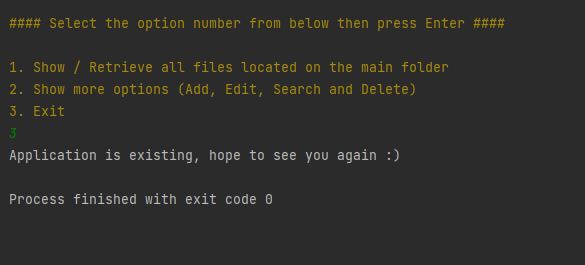 #### Select the option number from below then press Enter ####
1. Show / Retrieve all files located on the main folder
2. Show more options (Add, Edit, Search and Delete)
3. Exit
3
Application is existing, hope to see you again :)
Process finished with exit code 0